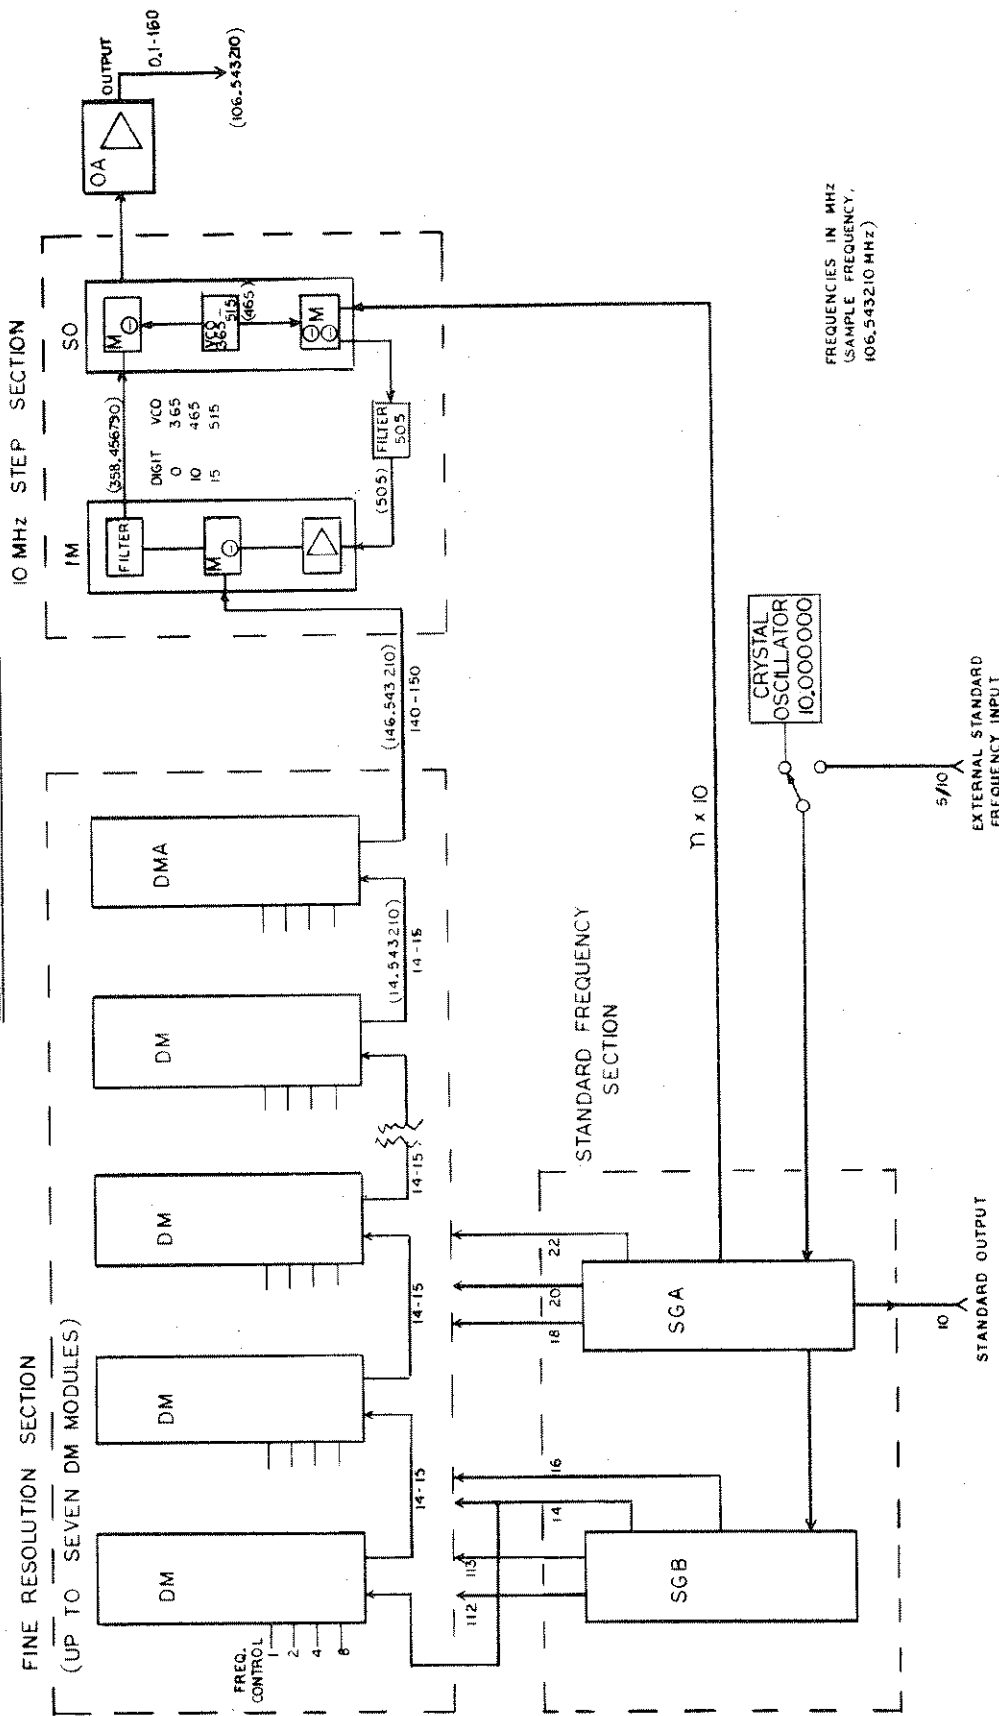 FINE RESOLUTION SECTION
(UP TO SEVEN DM MODULES)
DM
DM
DM
DM
DMA
FREQ.
CONTROL
1
2
4
8
14-15
14-15
14-15
(14.543210)
14-15
(146.543210)
140-150
10 MHz STEP SECTION
IM
FILTER
M
(358.456790)
DIGIT VCO
0 365
10 465
15 515
(505)
FILTER
505
SO
M
VCO
365-
515
(465)
M
OA
OUTPUT
0.1-160
(106.543210)
STANDARD FREQUENCY
SECTION
112
113
14
16
18
20
22
SGB
SGA
n x 10
10
STANDARD OUTPUT
CRYSTAL
OSCILLATOR
10.000000
5/10
EXTERNAL STANDARD
FREQUENCY INPUT
FREQUENCIES IN MHz
(SAMPLE FREQUENCY,
106.543210 MHz)